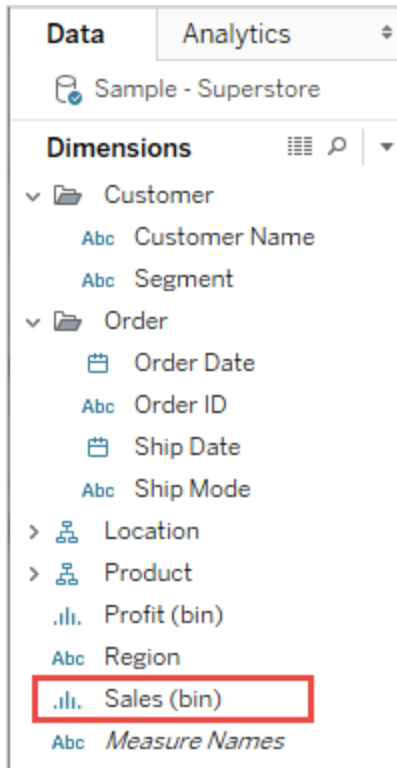 Data Analytics
Sample - Superstore
Dimensions
Customer
Abc Customer Name
Abc Segment
Order
Order Date
Abc Order ID
Ship Date
Abc Ship Mode
Location
Product
Profit (bin)
Abc Region
Sales (bin)
Abc Measure Names